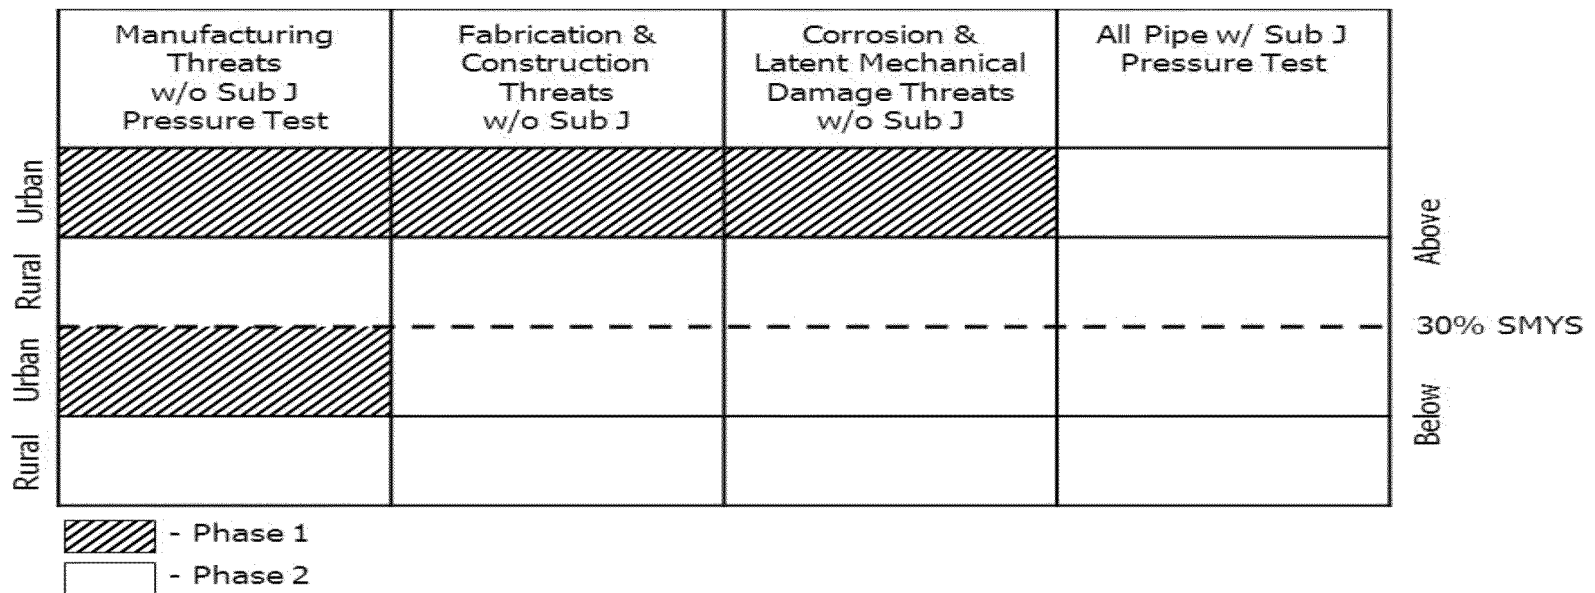 Manufacturing
Threats
w/o Sub J
Pressure Test
Fabrication &
Construction
Threats
w/o Sub J
Corrosion &
Latent Mechanical
Damage Threats
w/o Sub J
All Pipe w/ Sub J
Pressure Test
Urban
Rural
Urban
Rural
Above
30% SMYS
Below
- Phase 1
- Phase 2